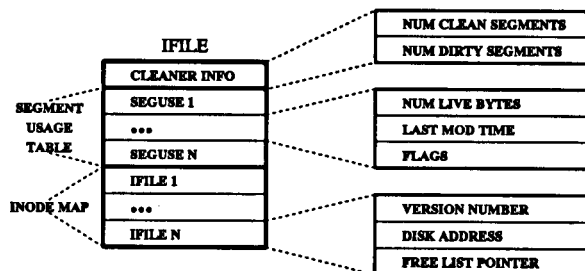 IFILE
CLEANER INFO
SEGUSE 1
•••
SEGUSE N
IFILE 1
•••
IFILE N
SEGMENT
USAGE
TABLE
INODE MAP
NUM CLEAN SEGMENTS
NUM DIRTY SEGMENTS
NUM LIVE BYTES
LAST MOD TIME
FLAGS
VERSION NUMBER
DISK ADDRESS
FREE LIST POINTER